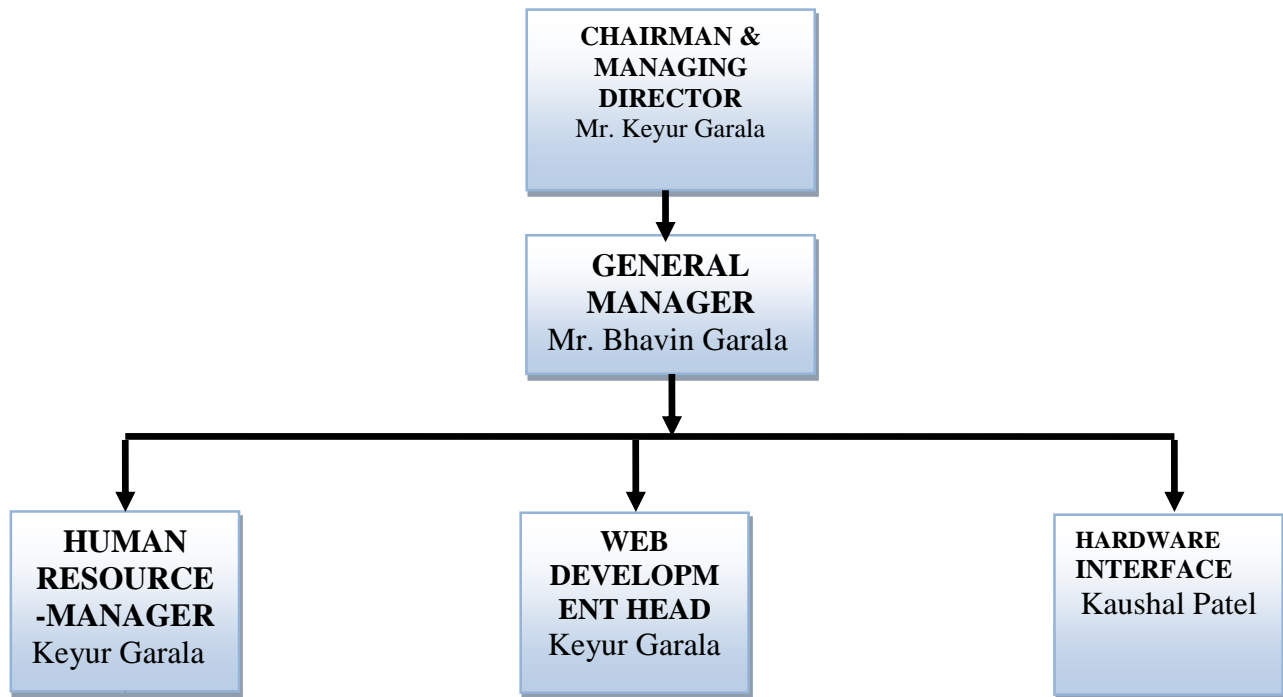 CHAIRMAN &
MANAGING
DIRECTOR
Mr. Keyur Garala
GENERAL
MANAGER
Mr. Bhavin Garala
HUMAN
RESOURCE
-MANAGER
Keyur Garala
WEB
DEVELOPM
ENT HEAD
Keyur Garala
HARDWARE
INTERFACE
Kaushal Patel